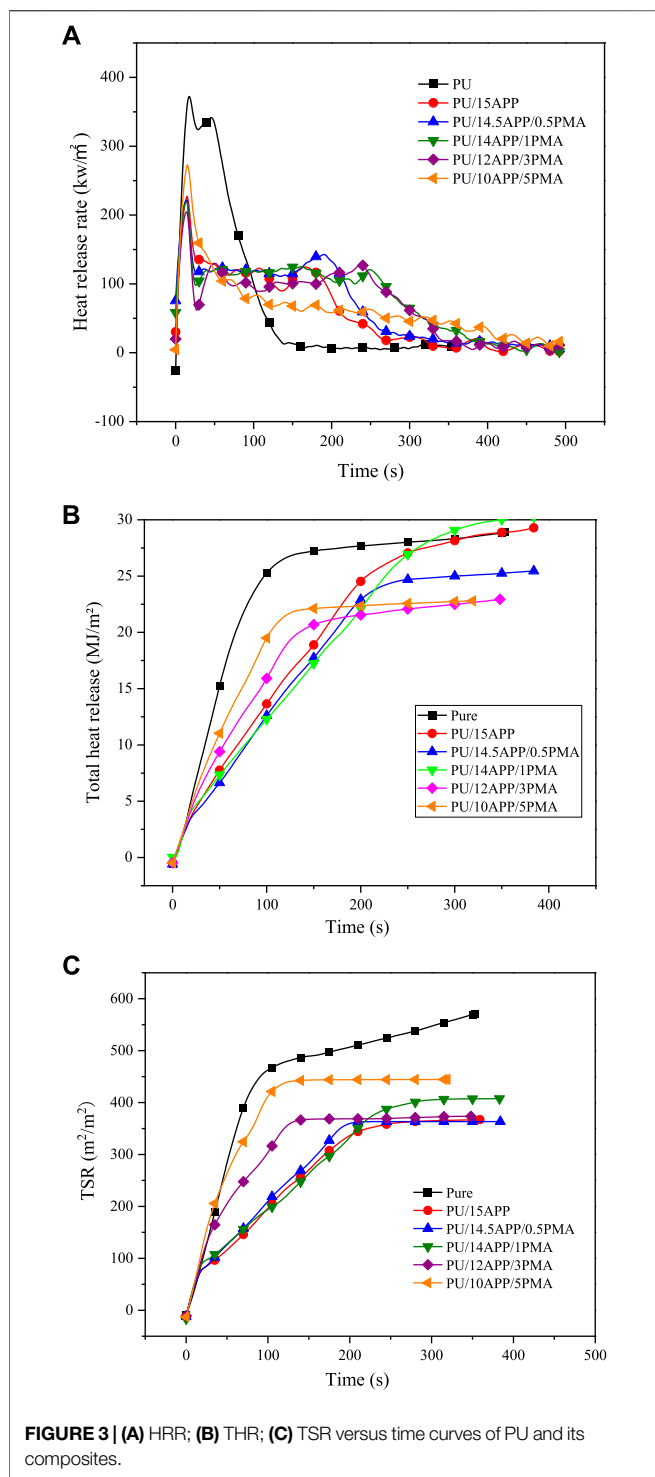 A
400
300
200
100
0
-100
Heat release rate (kw/m²)
PU
PU/15APP
PU/14.5APP/0.5PMA
PU/14APP/1PMA
PU/12APP/3PMA
PU/10APP/5PMA
0 100 200 300 400 500
Time (s)
B
30
25
20
15
10
5
0
Total heat release (MJ/m²)
Pure
PU/15APP
PU/14.5APP/0.5PMA
PU/14APP/1PMA
PU/12APP/3PMA
PU/10APP/5PMA
0 100 200 300 400
Time (s)
C
600
500
400
300
200
100
0
TSR (m²/m²)
Pure
PU/15APP
PU/14.5APP/0.5PMA
PU/14APP/1PMA
PU/12APP/3PMA
PU/10APP/5PMA
0 100 200 300 400 500
Time (s)
FIGURE 3 | (A) HRR; (B) THR; (C) TSR versus time curves of PU and its
composites.